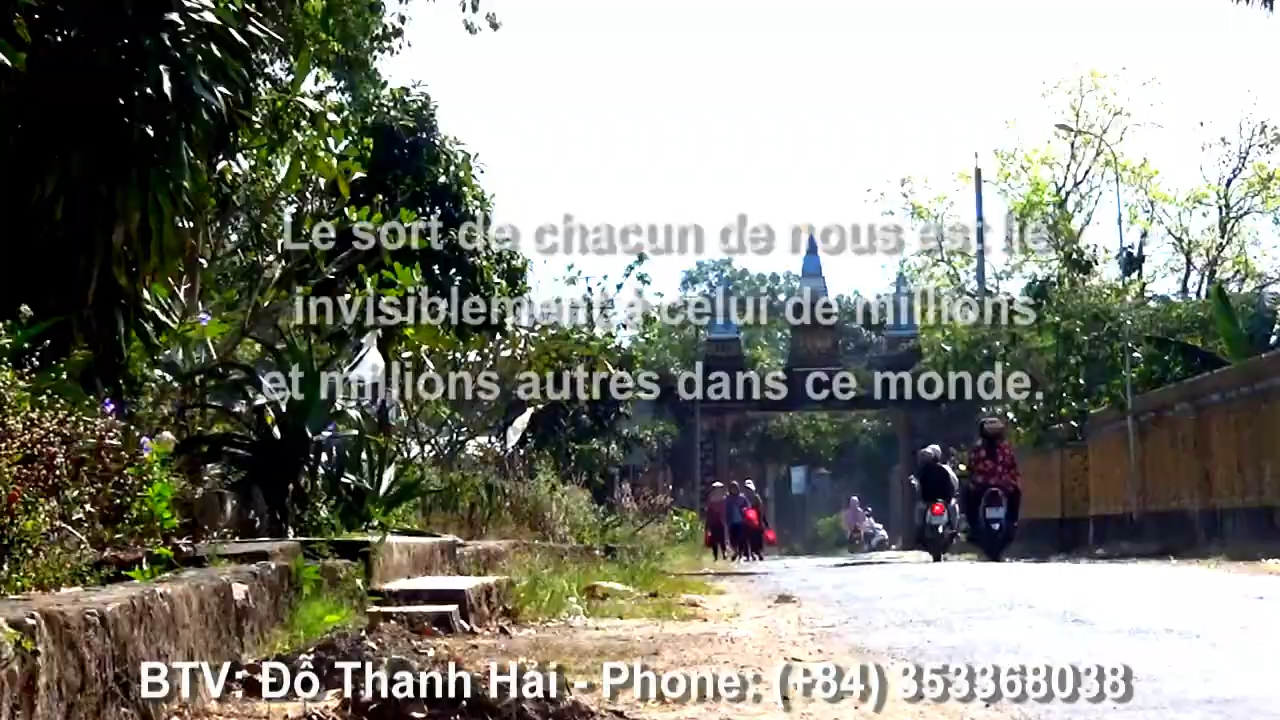 Le sort de chacun de nous est lé
invisiblement à celui de millions
et millions autres dans ce monde.
BTV: Đỗ Thanh Hải - Phone: (+84) 353368038